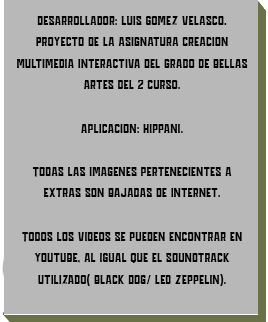 DESARROLLADOR: LUIS GOMEZ VELASCO.
PROYECTO DE LA ASIGNATURA CREACION
MULTIMEDIA INTERACTIVA DEL GRADO DE BELLAS
ARTES DEL 2 CURSO.
APLICACION: HIPPANI.
TODAS LAS IMAGENES PERTENECIENTES A
EXTRAS SON BAJADAS DE INTERNET.
TODOS LOS VIDEOS SE PUEDEN ENCONTRAR EN
YOUTUBE, AL IGUAL QUE EL SOUNDTRACK
UTILIZADO( BLACK DOG/ LED ZEPPELIN).